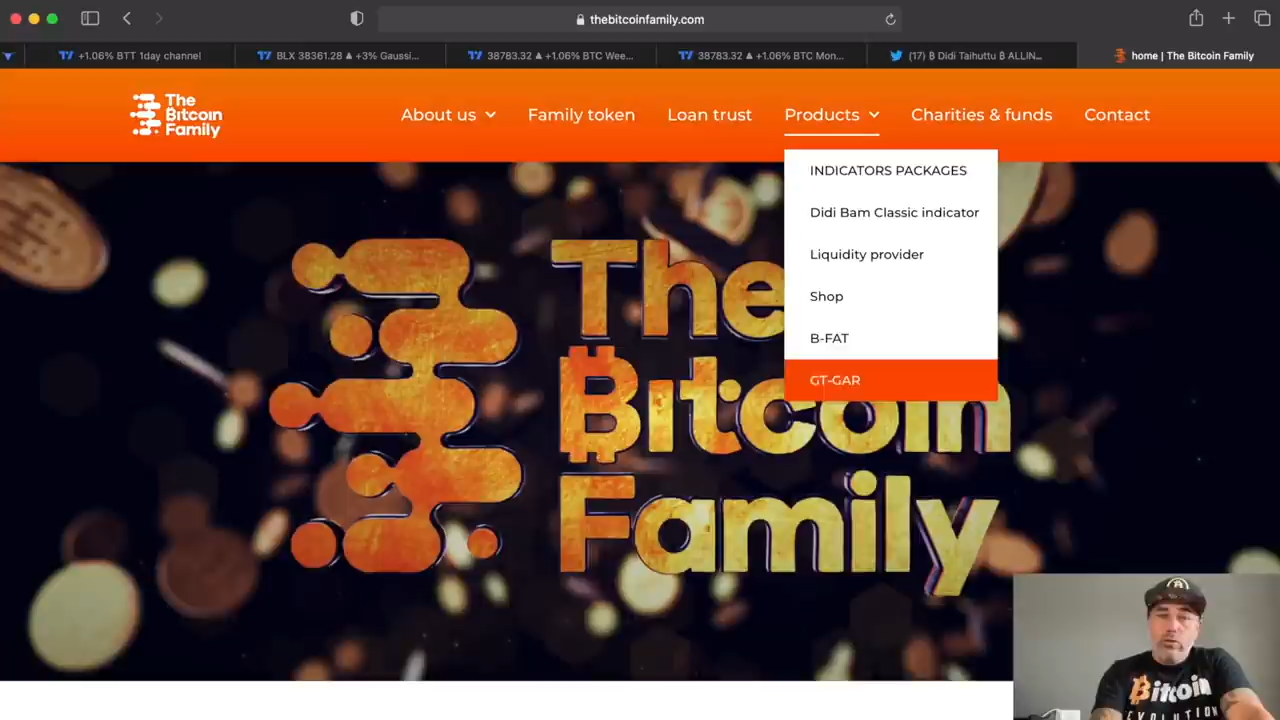 thebitcoinfamily.com
+1.06% BTT 1day channel
BLX 38361.28 ▲ +3% Gaussi...
38783.32 ▲ +1.06% BTC Wee...
38783.32 ▲ +1.06% BTC Mon...
(17) ₿ Didi Taihuttu ₿ ALLIN...
home | The Bitcoin Family
The
Bitcoin
Family
About us
Family token
Loan trust
Products
Charities & funds
Contact
INDICATORS PACKAGES
Didi Bam Classic indicator
Liquidity provider
Shop
B-FAT
GT-GAR
The
Bitcoin
Family
Bitcoin
EVOLUTION